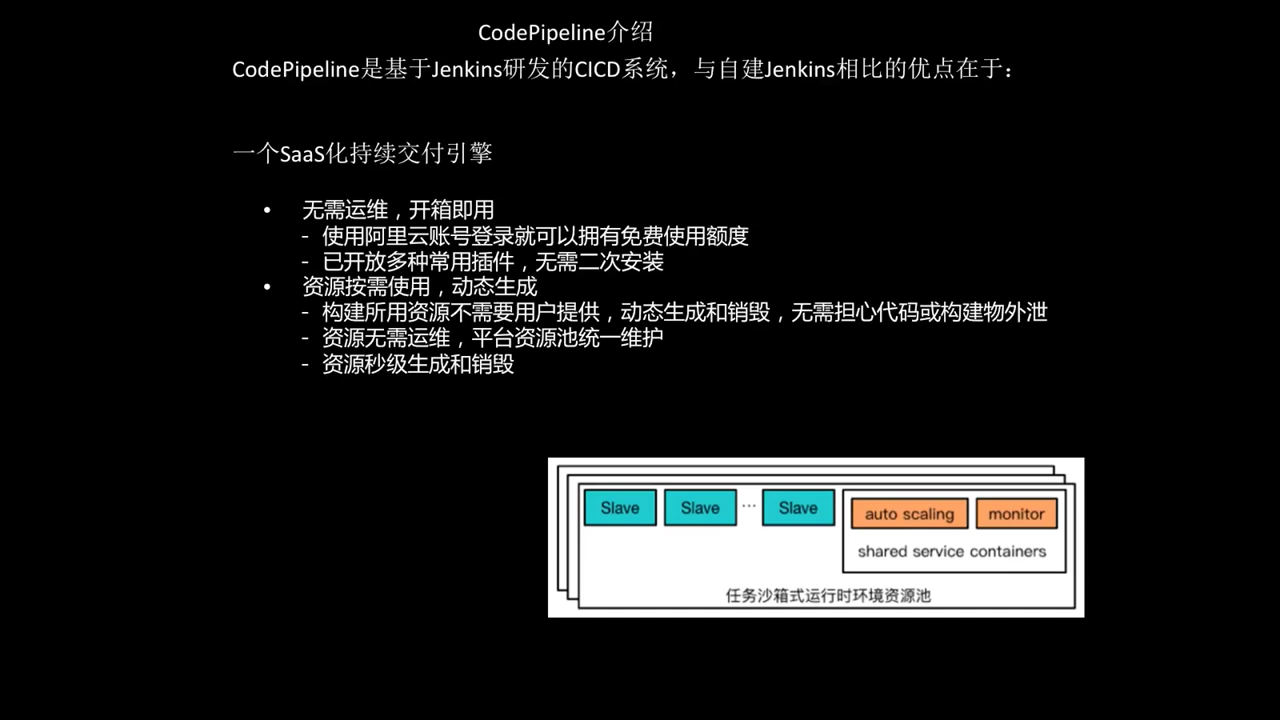 CodePipeline介绍
CodePipeline是基于Jenkins研发的CICD系统，与自建Jenkins相比的优点在于：
一个SaaS化持续交付引擎
• 无需运维，开箱即用
- 使用阿里云账号登录就可以拥有免费使用额度
- 已开放多种常用插件，无需二次安装
• 资源按需使用，动态生成
- 构建所用资源不需要用户提供，动态生成和销毁，无需担心代码或构建物外泄
- 资源无需运维，平台资源池统一维护
- 资源秒级生成和销毁
Slave Slave ... Slave auto scaling monitor
shared service containers
任务沙箱式运行时环境资源池